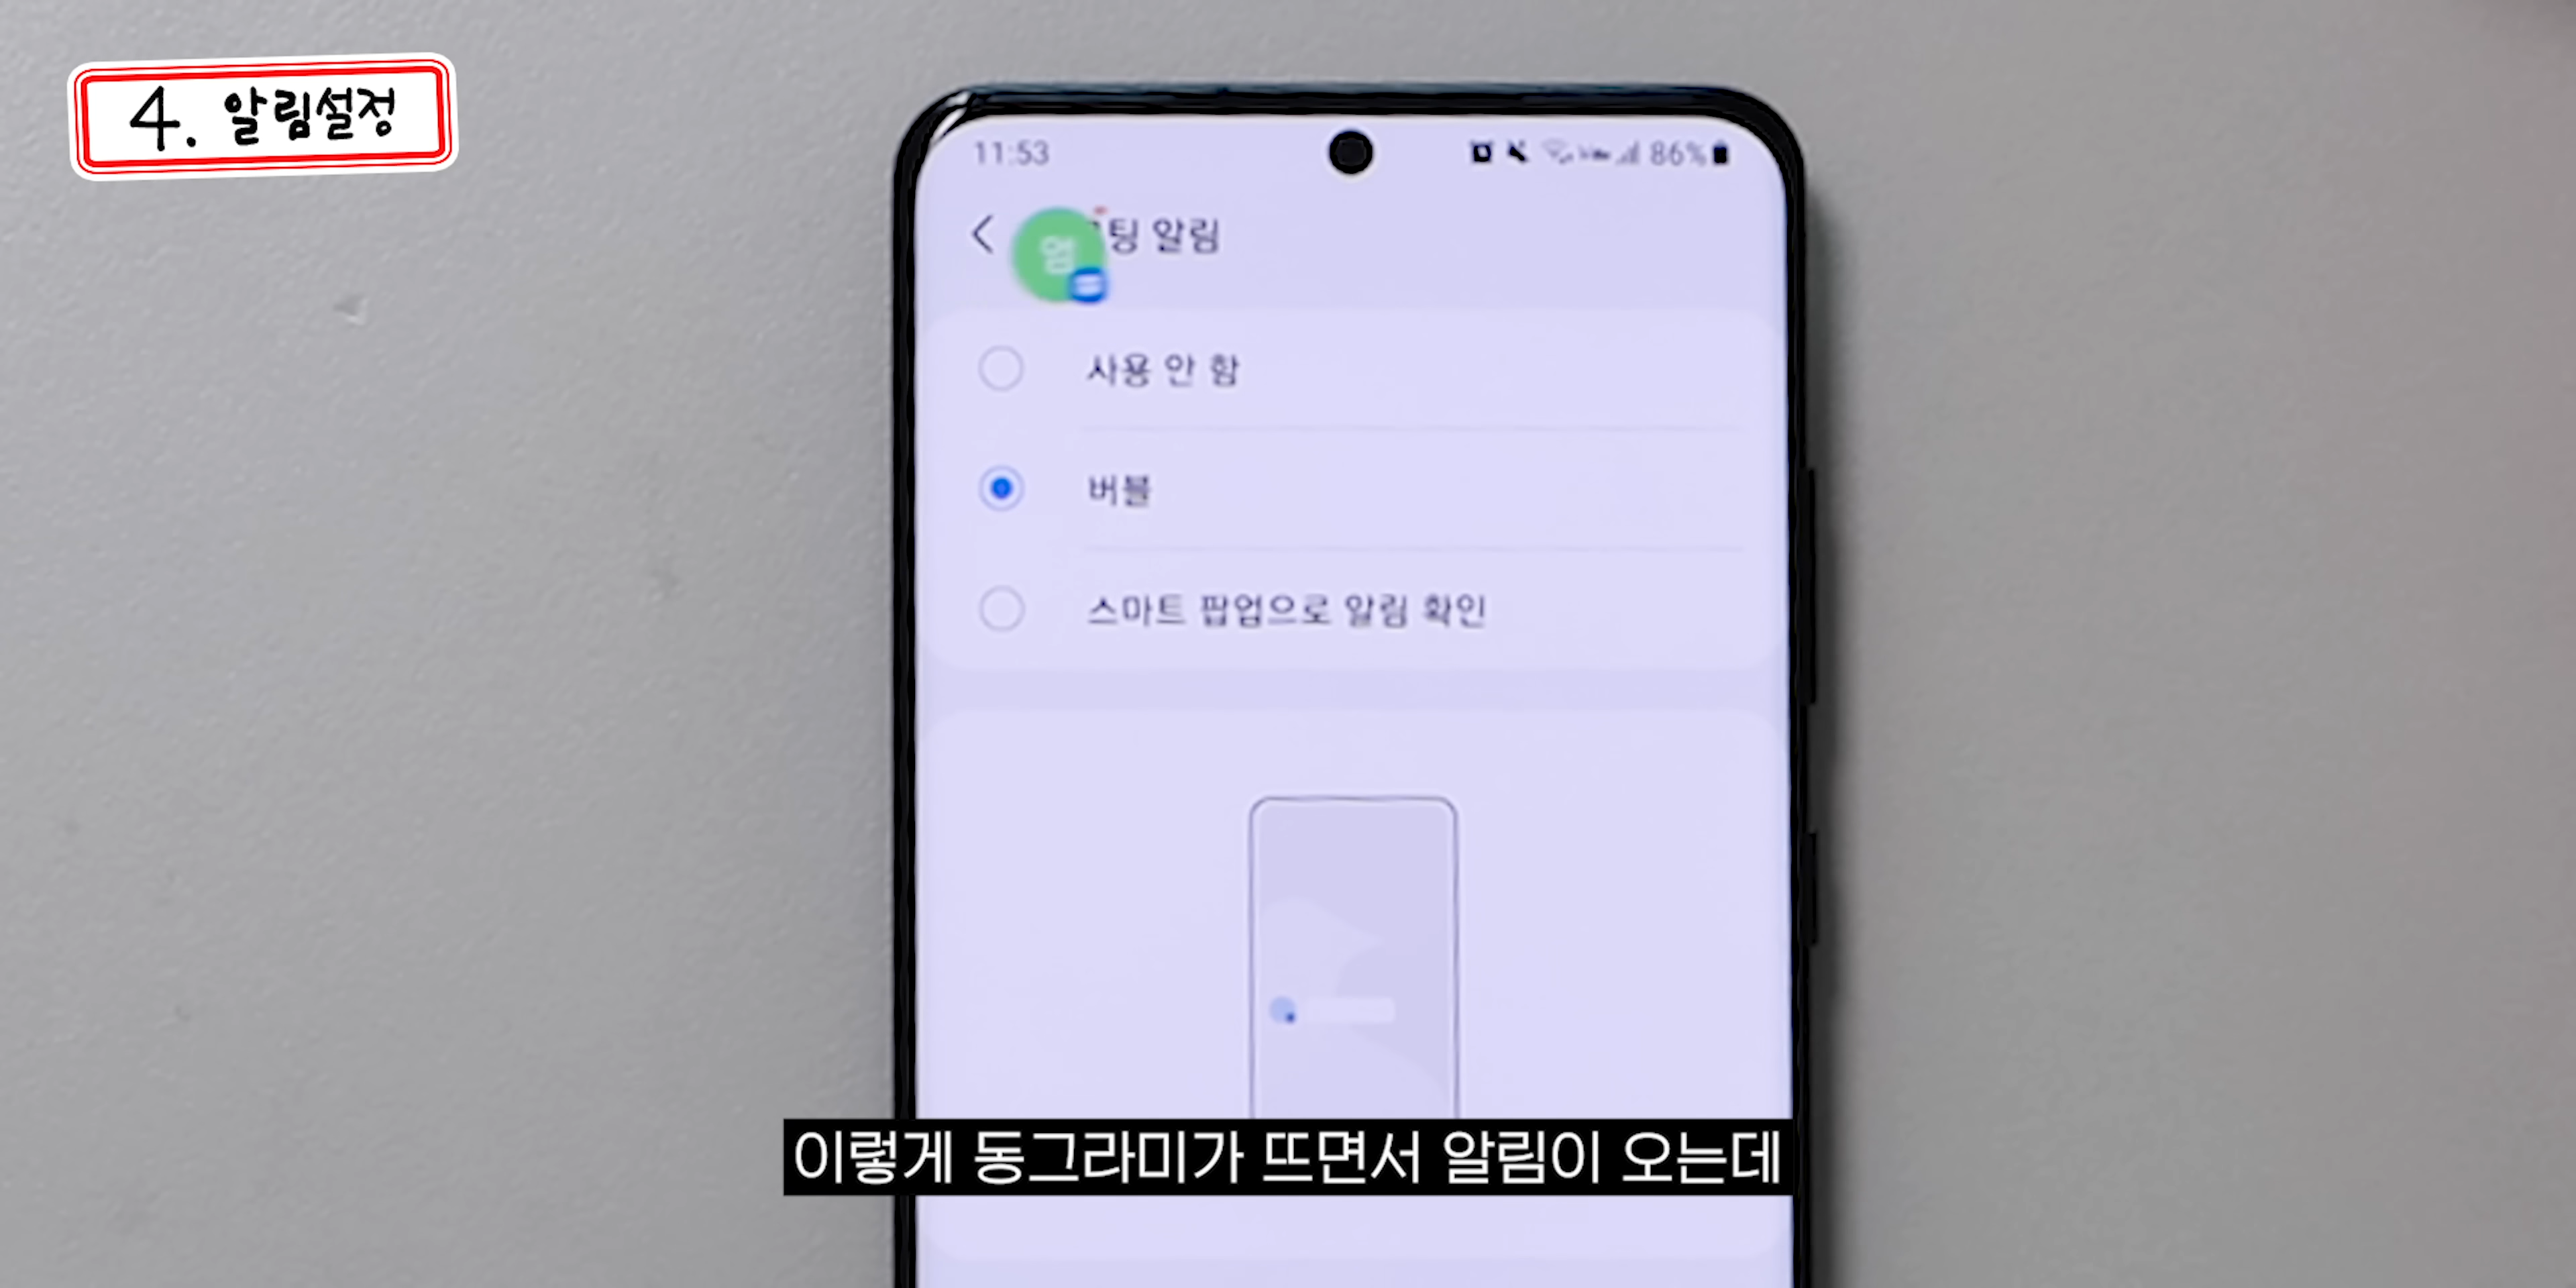 4. 알림설정
11:53
86%
엄
팅 알림
사용 안 함
버블
스마트 팝업으로 알림 확인
이렇게 동그라미가 뜨면서 알림이 오는데